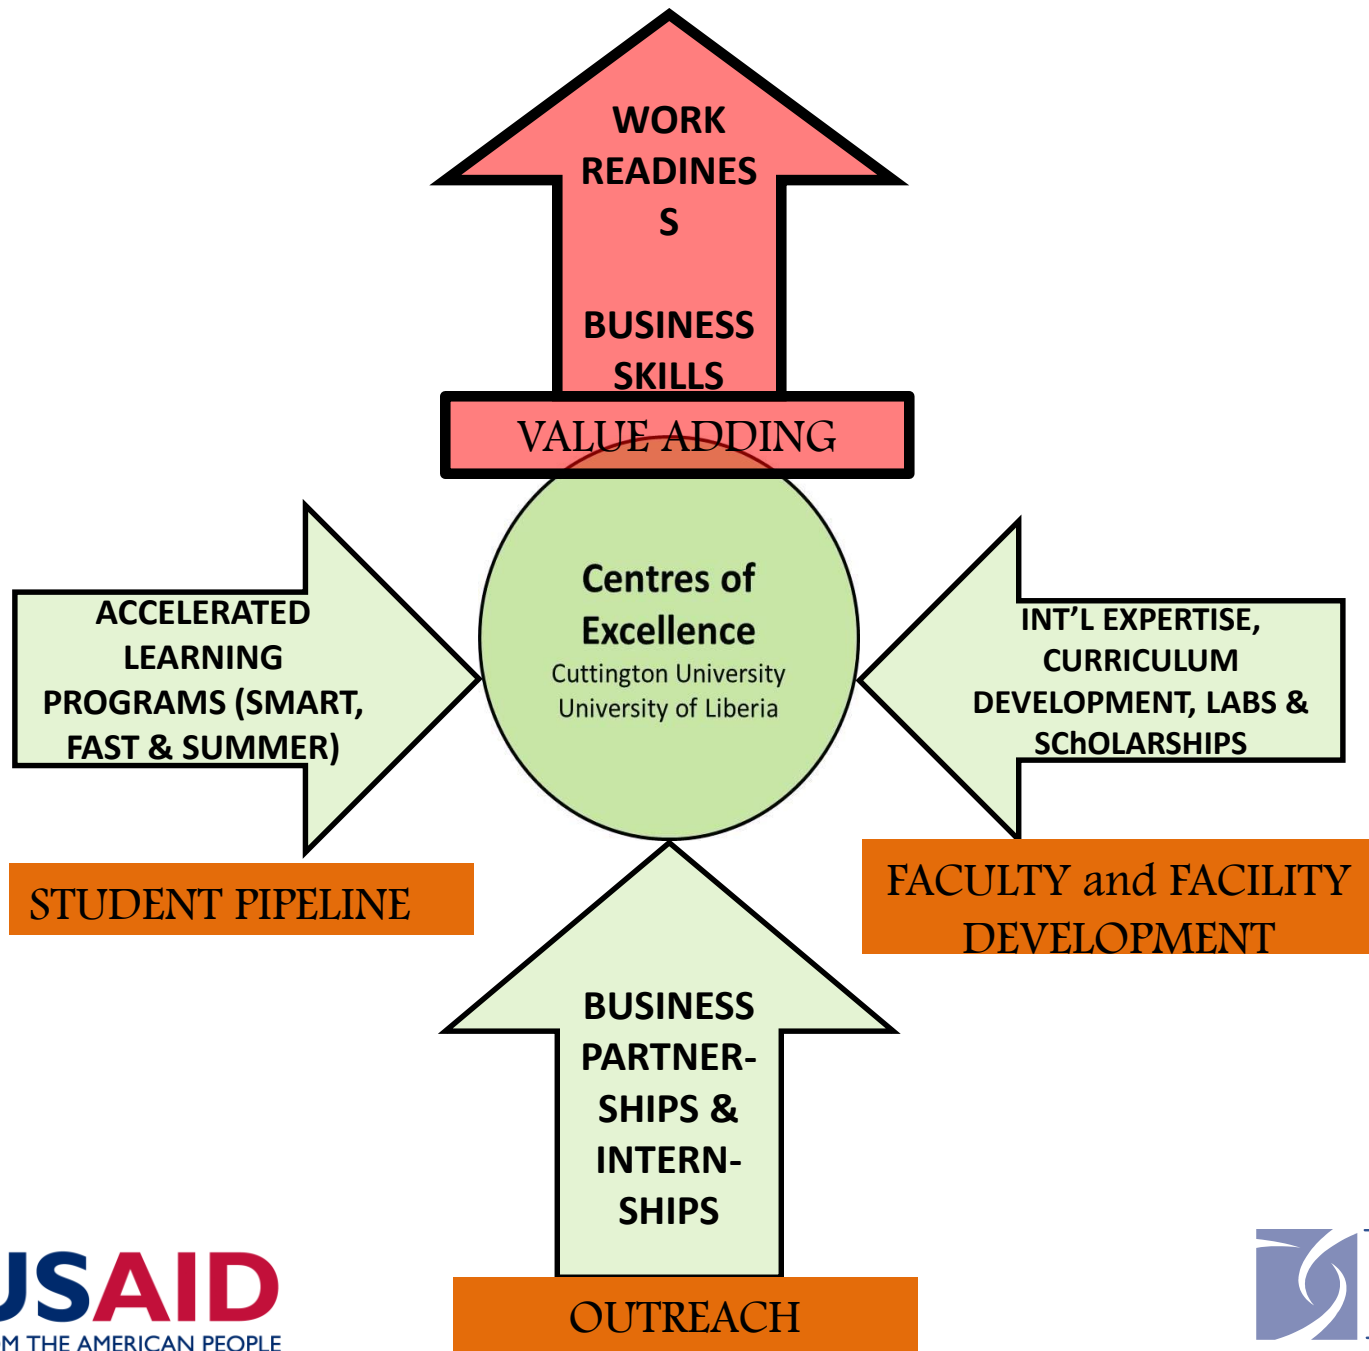 WORK
READINES
S
BUSINESS
SKILLS
VALUE ADDING
Centres of
Excellence
Cuttington University
University of Liberia
ACCELERATED
LEARNING
PROGRAMS (SMART,
FAST & SUMMER)
STUDENT PIPELINE
INT’L EXPERTISE,
CURRICULUM
DEVELOPMENT, LABS &
SChOLARSHIPS
FACULTY and FACILITY
DEVELOPMENT
BUSINESS
PARTNER-
SHIPS &
INTERN-
SHIPS
OUTREACH
USAID
OM THE AMERICAN PEOPLE